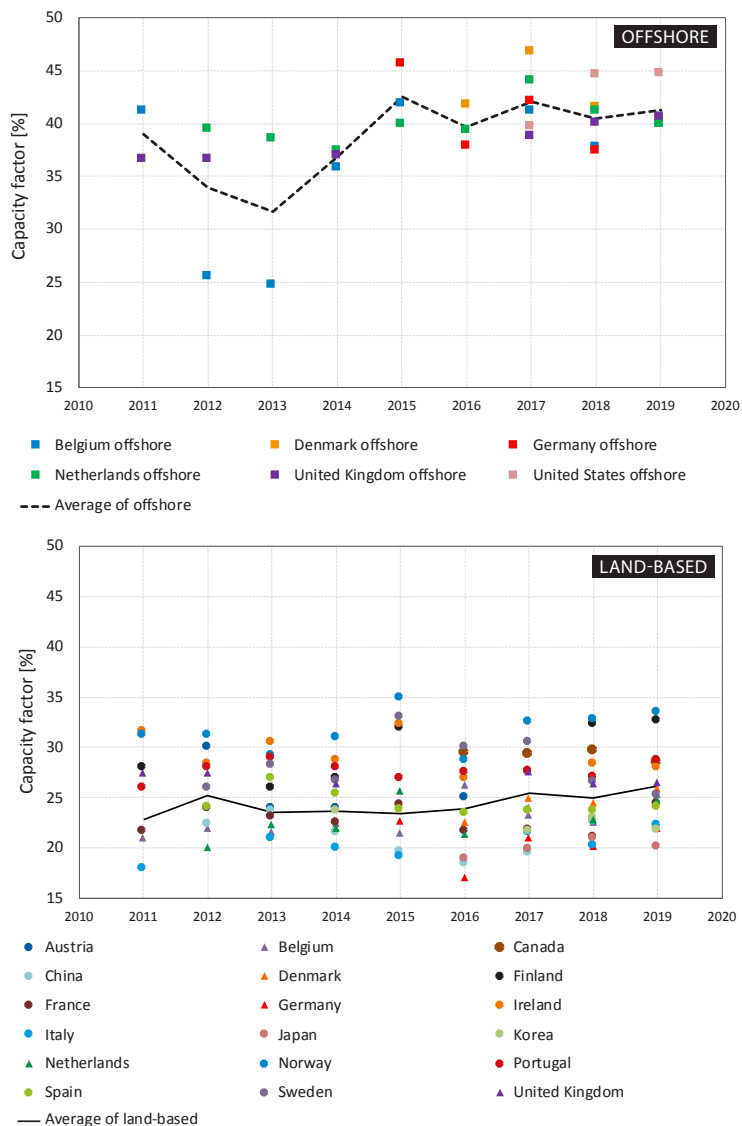 50
OFFSHORE
45
40
35
30
25
20
15
Capacity factor [%]
2010 2011 2012 2013 2014 2015 2016 2017 2018 2019 2020
Belgium offshore Denmark offshore Germany offshore
Netherlands offshore United Kingdom offshore United States offshore
Average of offshore
50
LAND-BASED
45
40
35
30
25
20
15
Capacity factor [%]
2010 2011 2012 2013 2014 2015 2016 2017 2018 2019 2020
Austria Belgium Canada
China Denmark Finland
France Germany Ireland
Italy Japan Korea
Netherlands Norway Portugal
Spain Sweden United Kingdom
Average of land-based